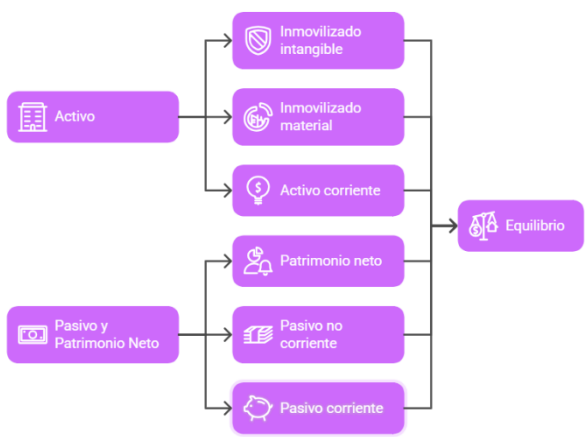 Inmovilizado
intangible
Activo
Inmovilizado
material
Activo corriente
Equilibrio
Patrimonio neto
Pasivo y
Patrimonio Neto
Pasivo no
corriente
Pasivo corriente